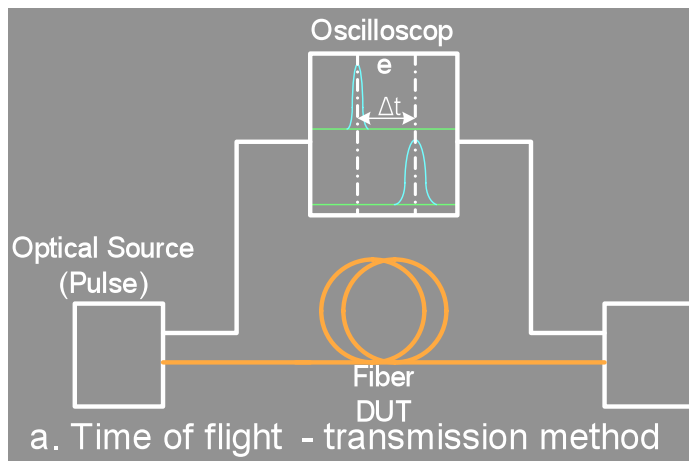 Oscilloscop
e
Δt
Optical Source
(Pulse)
Fiber
DUT
a. Time of flight - transmission method